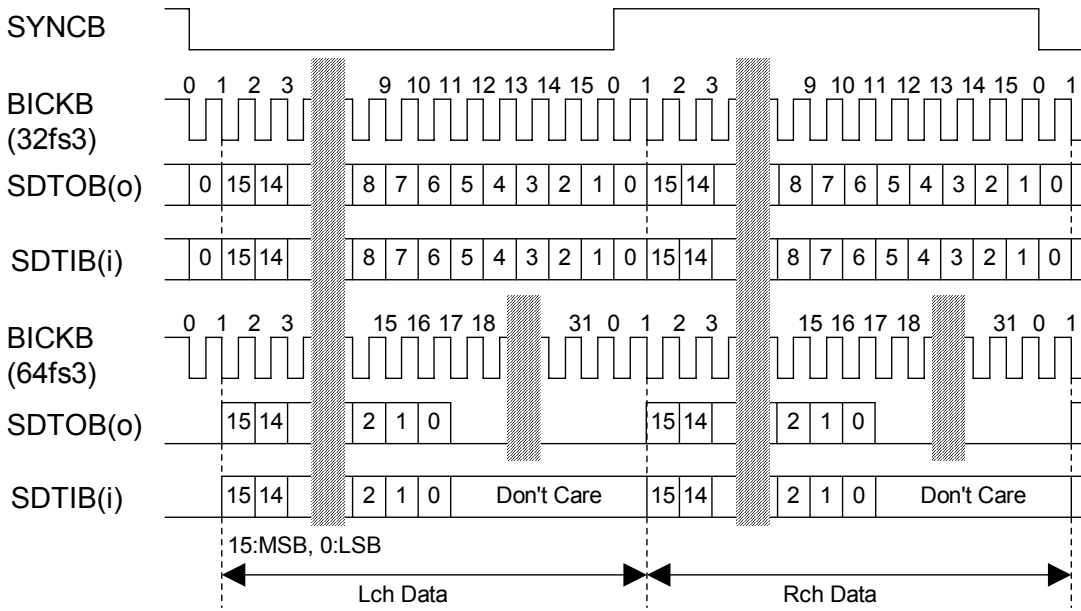 SYNCB
0 1 2 3 9 10 11 12 13 14 15 0 1 2 3 9 10 11 12 13 14 15 0 1
BICKB
(32fs3)
SDTOB(o) 0 15 14 8 7 6 5 4 3 2 1 0 15 14 8 7 6 5 4 3 2 1 0
SDTIB(i) 0 15 14 8 7 6 5 4 3 2 1 0 15 14 8 7 6 5 4 3 2 1 0
0 1 2 3 15 16 17 18 31 0 1 2 3 15 16 17 18 31 0 1
BICKB
(64fs3)
SDTOB(o) 15 14 2 1 0 15 14 2 1 0
SDTIB(i) 15 14 2 1 0 Don't Care 15 14 2 1 0 Don't Care
15:MSB, 0:LSB
Lch Data Rch Data